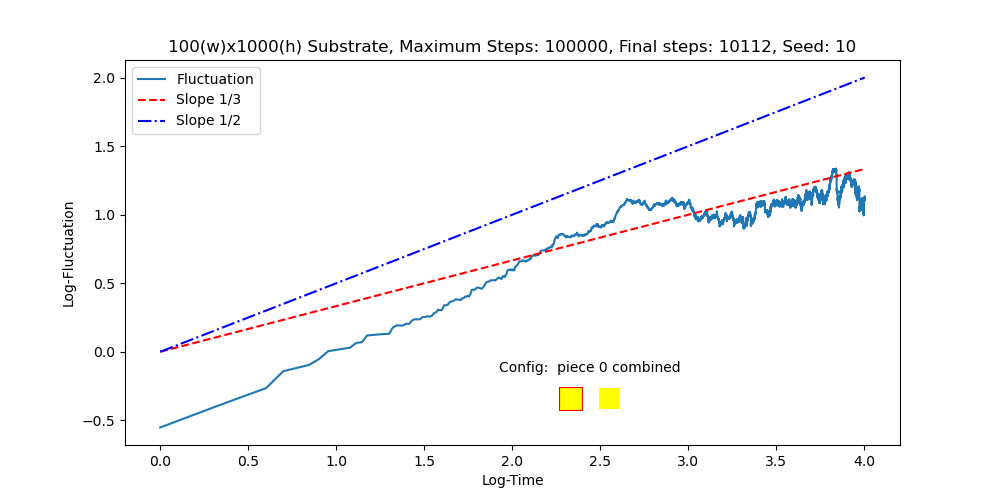 100(w)x1000(h) Substrate, Maximum Steps: 100000, Final steps: 10112, Seed: 10
Fluctuation
Slope 1/3
Slope 1/2
2.0
1.5
1.0
0.5
0.0
−0.5
Log-Fluctuation
Config:  piece 0 combined
0.0 0.5 1.0 1.5 2.0 2.5 3.0 3.5 4.0
Log-Time